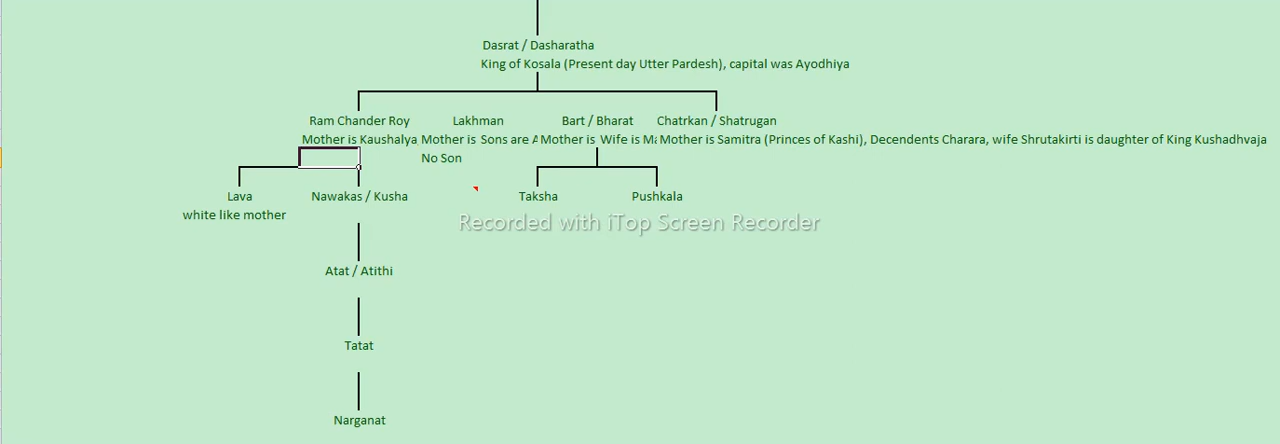 Dasrat / Dasharatha
King of Kosala (Present day Utter Pardesh), capital was Ayodhiya
Ram Chander Roy Lakhman Bart / Bharat Chatrkan / Shatrugan
Mother is Kaushalya Mother is Sons are Mother is Wife is Mother is Samitra (Princes of Kashi), Decendents Charara, wife Shrutakirti is daughter of King Kushadhvaja
No Son
Lava Nawakas / Kusha Taksha Pushkala
white like mother
Recorded with iTop Screen Recorder
Atat / Atithi
Tatat
Narganat